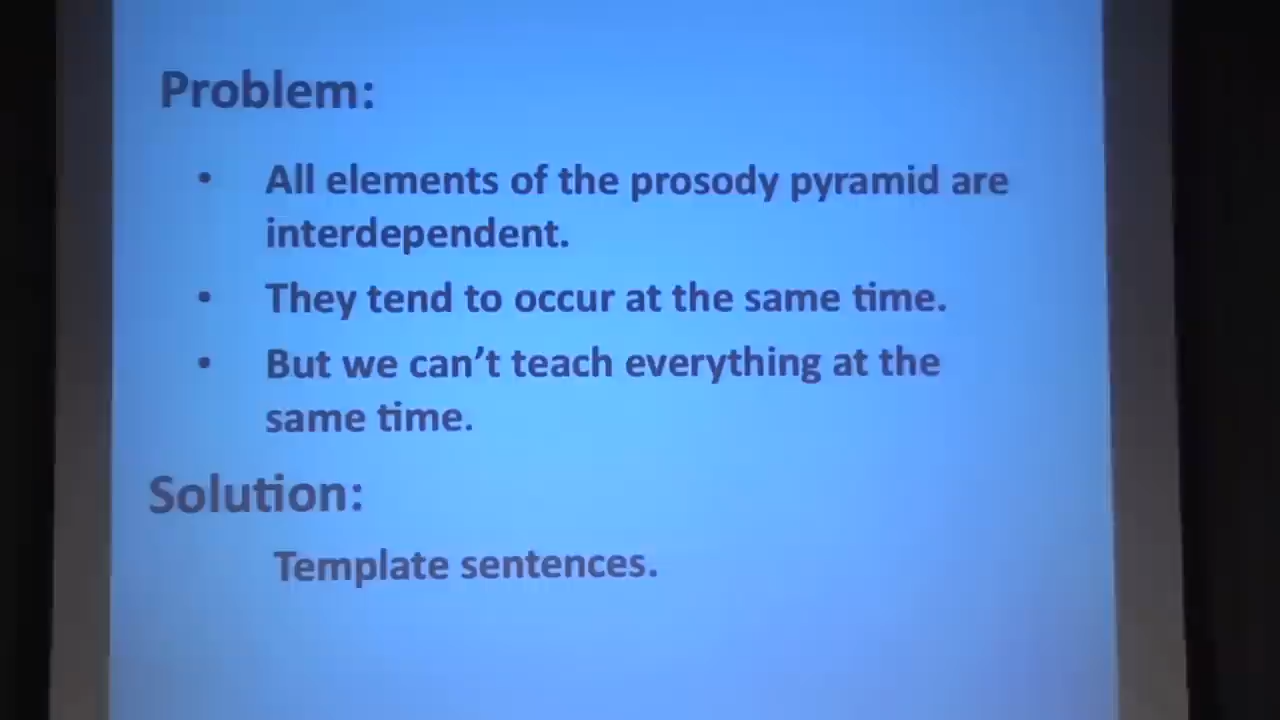 Problem:
• All elements of the prosody pyramid are
interdependent.
• They tend to occur at the same time.
• But we can’t teach everything at the
same time.
Solution:
Template sentences.